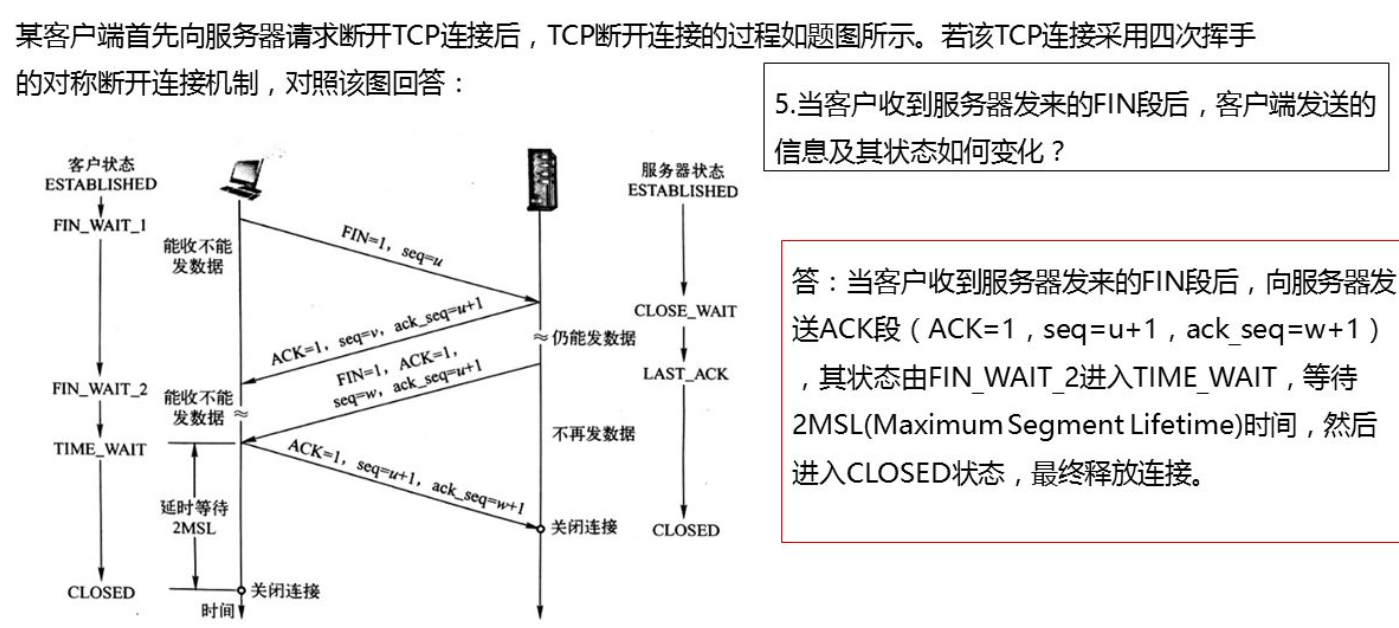 某客户端首先向服务器请求断开TCP连接后，TCP断开连接的过程如题图所示。若该TCP连接采用四次挥手
的对称断开连接机制，对照该图回答：
5.当客户收到服务器发来的FIN段后，客户端发送的
信息及其状态如何变化？
客户状态
ESTABLISHED
服务器状态
ESTABLISHED
FIN_WAIT_1
能收不能
发数据
FIN=1，seq=u
CLOSE_WAIT
ACK=1，seq=v，ack_seq=u+1
仍能发数据
FIN=1，ACK=1，
seq=w，ack_seq=u+1
LAST_ACK
FIN_WAIT_2
能收不能
发数据
不再发数据
TIME_WAIT
ACK=1，seq=u+1，ack_seq=w+1
延时等待
2MSL
关闭连接
CLOSED
CLOSED
关闭连接
时间
答：当客户收到服务器发来的FIN段后，向服务器发
送ACK段（ACK=1，seq=u+1，ack_seq=w+1）
，其状态由FIN_WAIT_2进入TIME_WAIT，等待
2MSL(Maximum Segment Lifetime)时间，然后
进入CLOSED状态，最终释放连接。